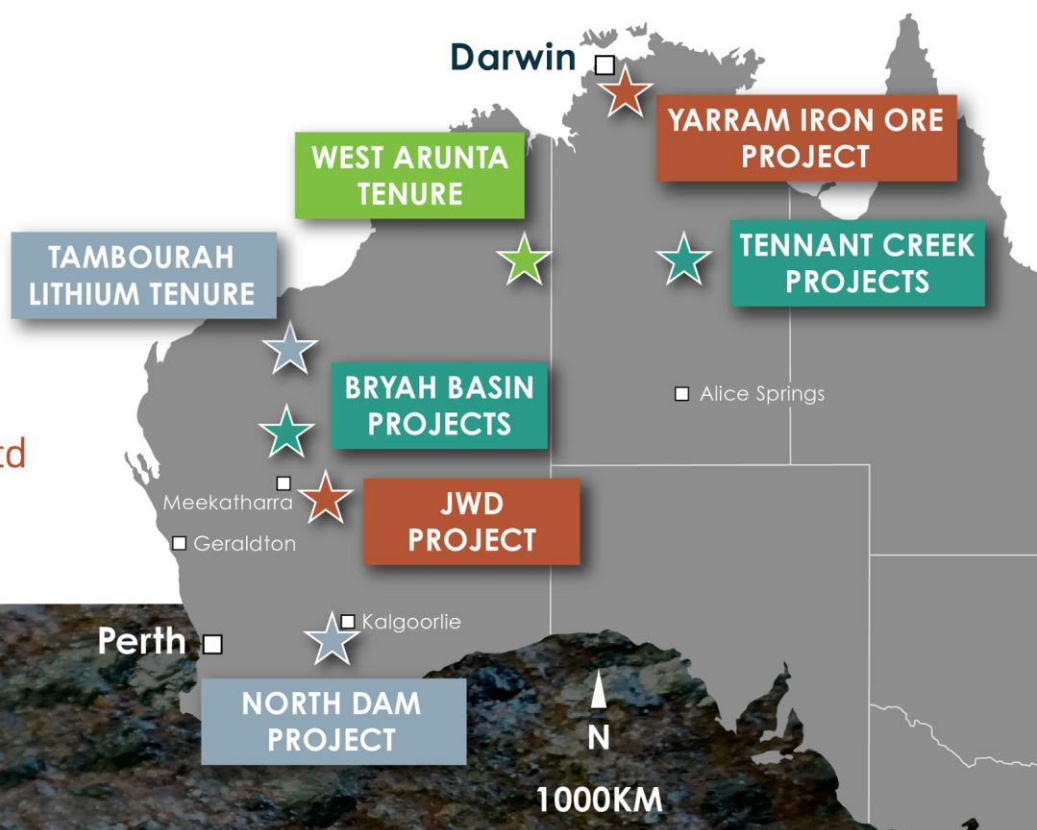 Darwin
YARRAM IRON ORE
PROJECT
WEST ARUNTA
TENURE
TAMBOURAH
LITHIUM TENURE
TENNANT CREEK
PROJECTS
BRYAH BASIN
PROJECTS
Alice Springs
td
Meekatharra
JWD
PROJECT
Geraldton
Kalgoorlie
Perth
NORTH DAM
PROJECT
N
1000KM